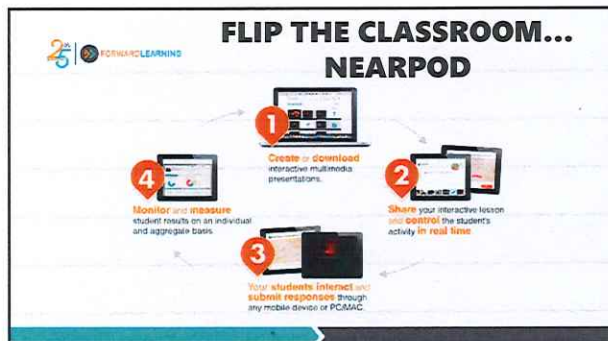 25
FORWARDLEARNING
FLIP THE CLASSROOM...
NEARPOD
1
Create or download
interactive multimedia
presentations.
2
Share your interactive lesson
and control the student's
activity in real time
3
Your students interact and
submit responses through
any mobile device or PC/MAC.
4
Monitor and measure
student results on an individual
and aggregate basis.